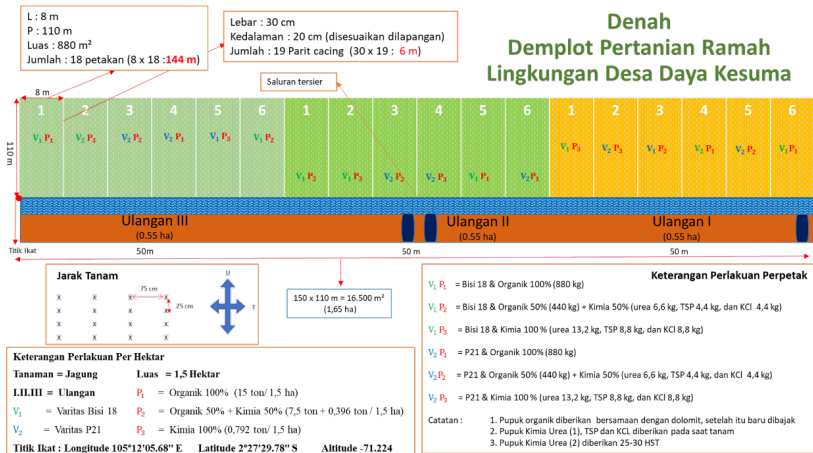 L : 8 m
P : 110 m
Luas : 880 m²
Jumlah : 18 petakan (8 x 18 :144 m)
Lebar : 30 cm
Kedalaman : 20 cm (disesuaikan dilapangan)
Jumlah : 19 Parit cacing (30 x 19 : 6 m)
Denah
Demplot Pertanian Ramah
Lingkungan Desa Daya Kesuma
Saluran tersier
8 m
110 m
1 2 3 4 5 6 1 2 3 4 5 6 1 2 3 4 5 6
V₁ P₁ V₂ P₃ V₂ P₂ V₂ P₁ V₁ P₃ V₁ P₂
V₁ P₂ V₁ P₃ V₂ P₂ V₂ P₃ V₁ P₁ V₂P₁
V₁ P₃ V₂ P₃ V₁ P₂ V₂ P₁ V₂ P₂ V₁ P₁
Ulangan III
(0.55 ha)
Ulangan II
(0.55 ha)
Ulangan I
(0.55 ha)
Titik Ikat
50m
50 m
50 m
Jarak Tanam
75 cm
25 cm
X X X X
X X X X
X X X X
X X X X
U
T
150 x 110 m = 16.500 m²
(1,65 ha)
Keterangan Perlakuan Perpetak
V₁ P₁ = Bisi 18 & Organik 100% (880 kg)
V₁ P₂ = Bisi 18 & Organik 50% (440 kg) + Kimia 50% (urea 6,6 kg, TSP 4,4 kg, dan KCl 4,4 kg)
V₁ P₃ = Bisi 18 & Kimia 100 % (urea 13,2 kg, TSP 8,8 kg, dan KCl 8,8 kg)
V₂ P₁ = P21 & Organik 100% (880 kg)
V₂ P₂ = P21 & Organik 50% (440 kg) + Kimia 50% (urea 6,6 kg, TSP 4,4 kg, dan KCl 4,4 kg)
V₂ P₃ = P21 & Kimia 100 % (urea 13,2 kg, TSP 8,8 kg, dan KCl 8,8 kg)
Catatan : 1. Pupuk organik diberikan bersamaan dengan dolomit, setelah itu baru dibajak
2. Pupuk Kimia Urea (1), TSP dan KCL diberikan pada saat tanam
3. Pupuk Kimia Urea (2) diberikan 25-30 HST
Keterangan Perlakuan Per Hektar
Tanaman = Jagung Luas = 1,5 Hektar
I.II.III = Ulangan P₁ = Organik 100% (15 ton/ 1,5 ha)
V₁ = Varitas Bisi 18 P₂ = Organik 50% + Kimia 50% (7,5 ton + 0,396 ton / 1,5 ha)
V₂ = Varitas P21 P₃ = Kimia 100% (0,792 ton/ 1,5 ha)
Titik Ikat : Longitude 105°12'05.68" E Latitude 2°27'29.78" S Altitude -71.224